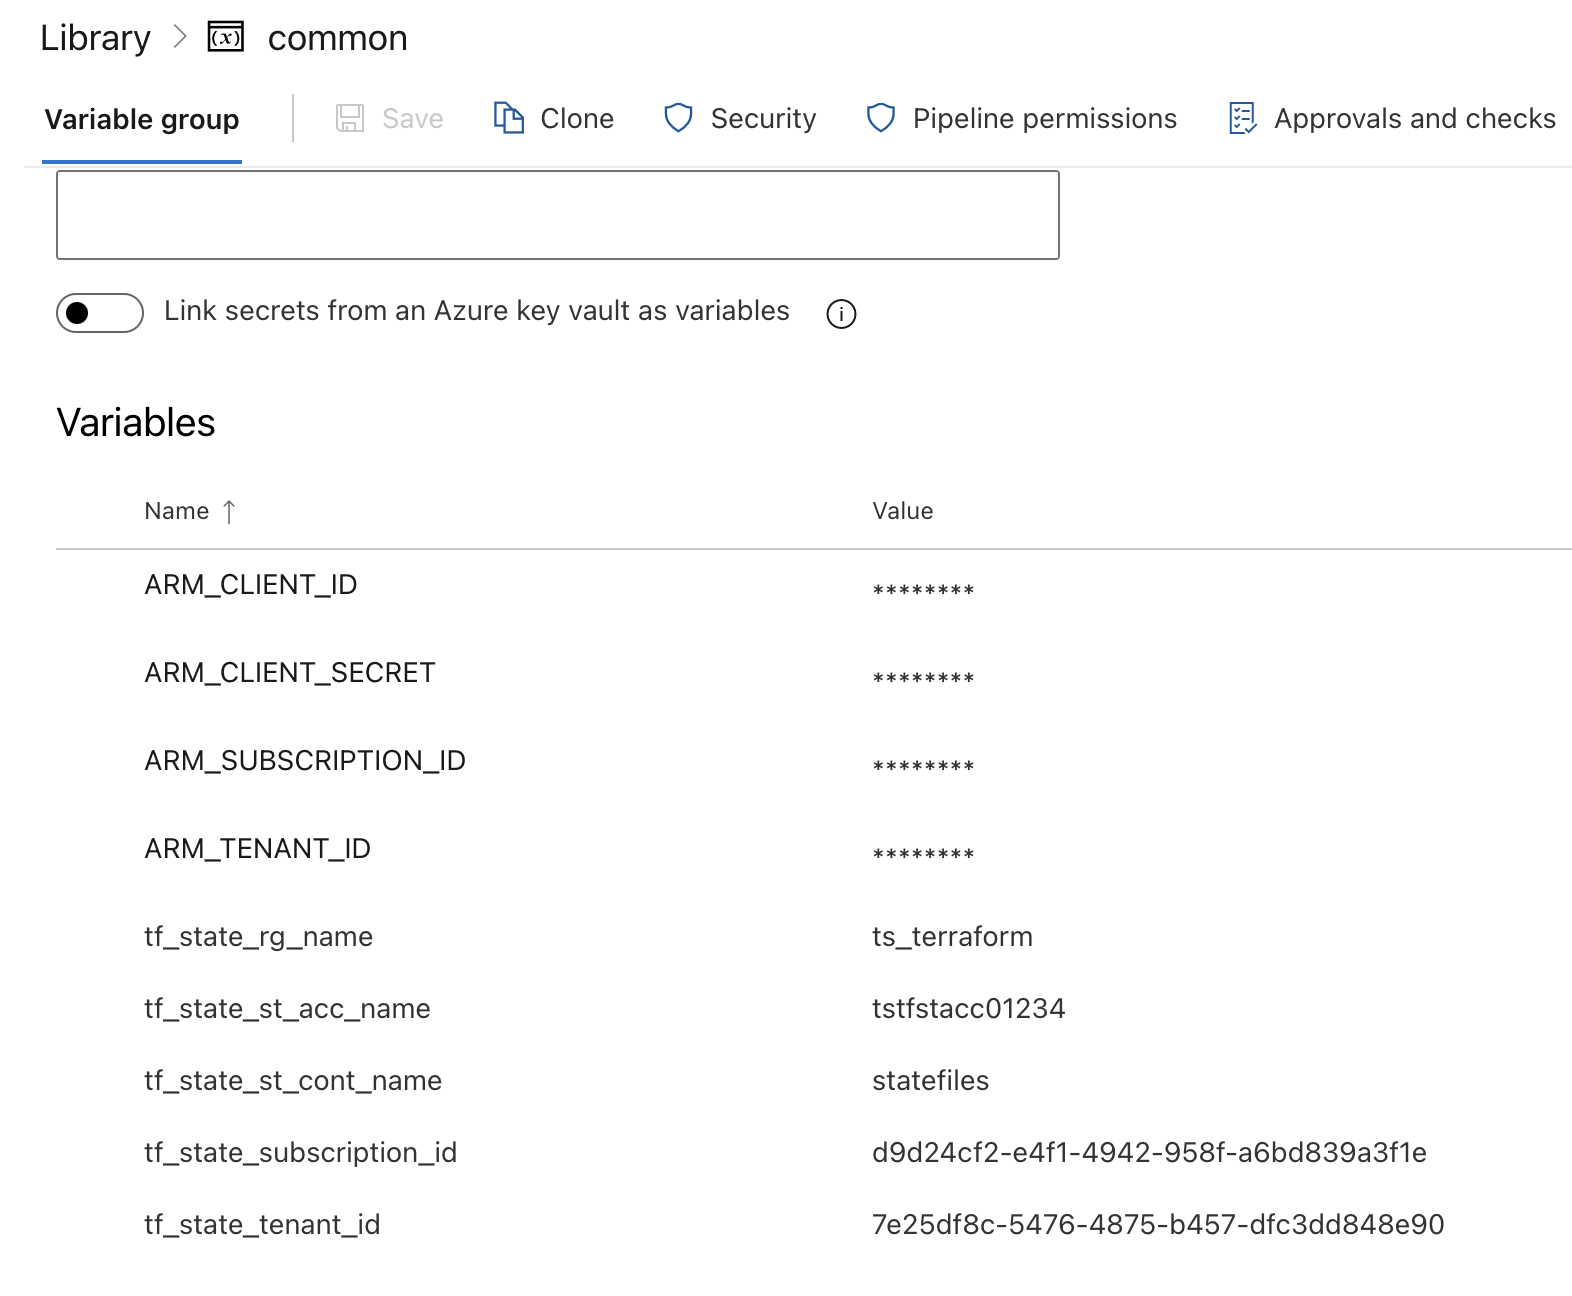 Library > (x) common
Variable group Save Clone Security Pipeline permissions Approvals and checks
Link secrets from an Azure key vault as variables i
Variables
Name ↑ Value
ARM_CLIENT_ID ********
ARM_CLIENT_SECRET ********
ARM_SUBSCRIPTION_ID ********
ARM_TENANT_ID ********
tf_state_rg_name ts_terraform
tf_state_st_acc_name tstfstacc01234
tf_state_st_cont_name statefiles
tf_state_subscription_id d9d24cf2-e4f1-4942-958f-a6bd839a3f1e
tf_state_tenant_id 7e25df8c-5476-4875-b457-dfc3dd848e90